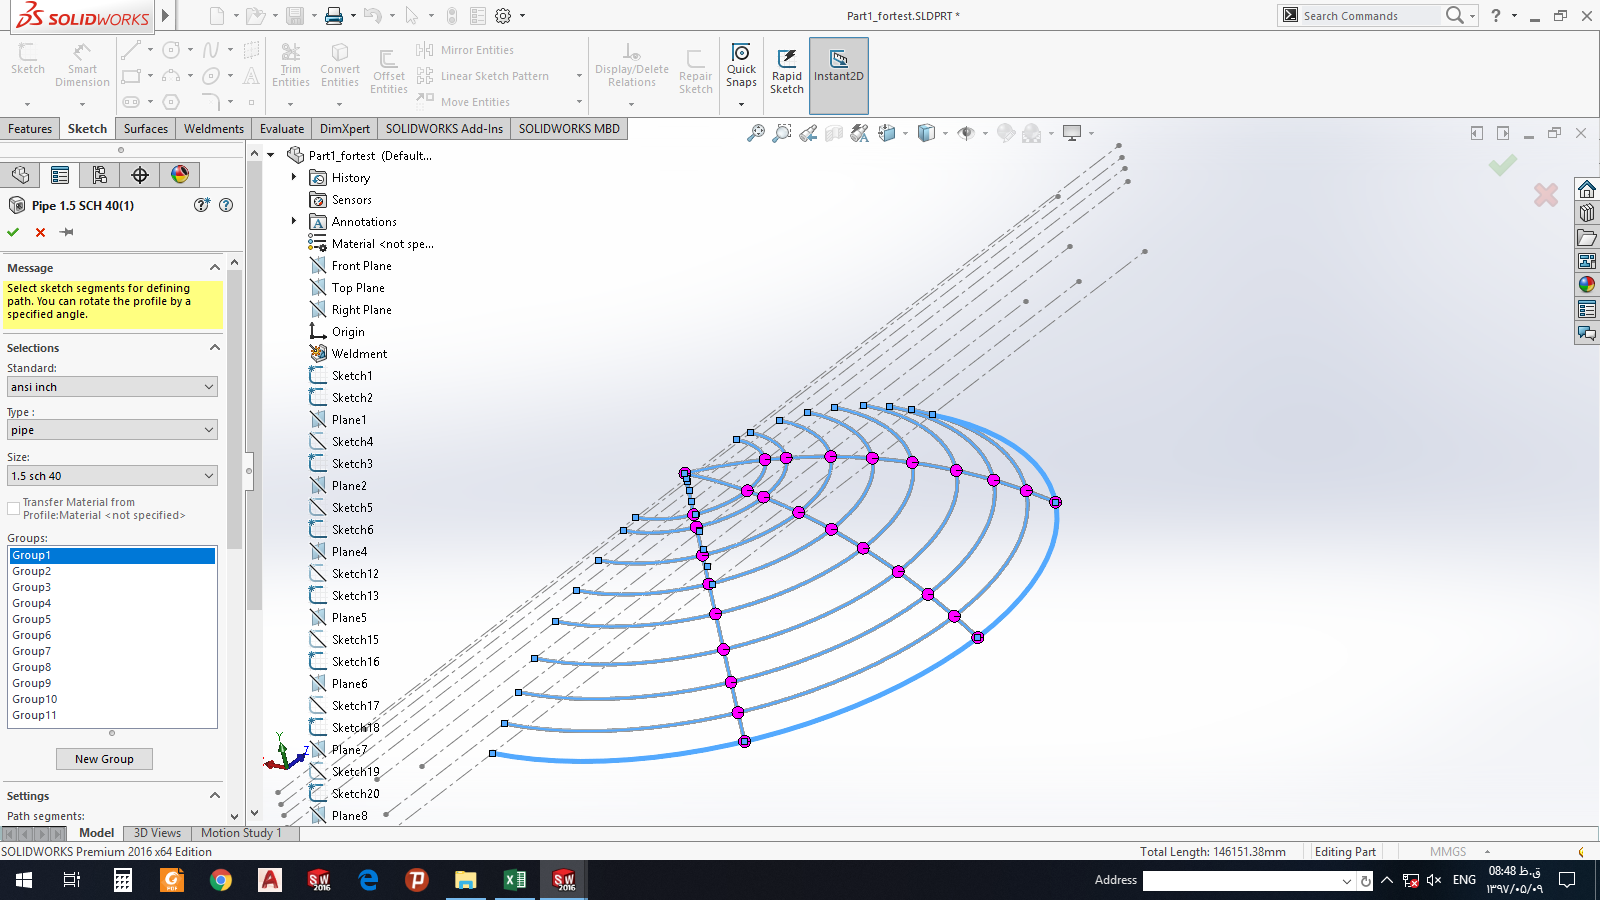 SOLIDWORKS
Part1_fortest.SLDPRT *
Search Commands
?
Sketch
Smart Dimension
Trim Entities
Convert Entities
Offset Entities
Mirror Entities
Linear Sketch Pattern
Move Entities
Display/Delete Relations
Repair Sketch
Quick Snaps
Rapid Sketch
Instant2D
Features
Sketch
Surfaces
Weldments
Evaluate
DimXpert
SOLIDWORKS Add-Ins
SOLIDWORKS MBD
Pipe 1.5 SCH 40(1)
Message
Select sketch segments for defining
path. You can rotate the profile by a
specified angle.
Selections
Standard:
ansi inch
Type :
pipe
Size:
1.5 sch 40
Transfer Material from
Profile:Material <not specified>
Groups:
Group1
Group2
Group3
Group4
Group5
Group6
Group7
Group8
Group9
Group10
Group11
New Group
Settings
Path segments:
Part1_fortest (Default...
History
Sensors
Annotations
Material <not spe...
Front Plane
Top Plane
Right Plane
Origin
Weldment
Sketch1
Sketch2
Plane1
Sketch4
Sketch3
Plane2
Sketch5
Sketch6
Plane4
Sketch12
Sketch13
Plane5
Sketch15
Sketch16
Plane6
Sketch17
Sketch18
Plane7
Sketch19
Sketch20
Plane8
Y
Z
Model
3D Views
Motion Study 1
SOLIDWORKS Premium 2016 x64 Edition
Total Length: 146151.38mm
Editing Part
MMGS
Address
ENG
08:48 ق.ظ
۱۳۹۷/۰۵/۰۹